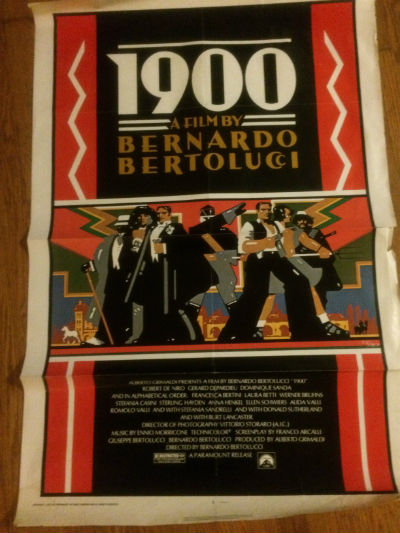 1900
A FILM BY
BERNARDO
BERTOLUCCI
ALBERTO GRIMALDI PRESENTS A FILM BY BERNARDO BERTOLUCCI "1900"
ROBERT DE NIRO GERARD DEPARDIEU DOMINIQUE SANDA
AND IN ALPHABETICAL ORDER: FRANCESCA BERTINI LAURA BETTI WERNER BRUHNS
STEFANIA CASINI STERLING HAYDEN ANNA HENKEL ELLEN SCHWIERS ALIDA VALLI
ROMOLO VALLI AND WITH STEFANIA SANDRELLI AND WITH DONALD SUTHERLAND
AND WITH BURT LANCASTER
DIRECTOR OF PHOTOGRAPHY VITTORIO STORARO (A.I.C.)
MUSIC BY ENNIO MORRICONE TECHNICOLOR SCREENPLAY BY FRANCO ARCALLI
GIUSEPPE BERTOLUCCI BERNARDO BERTOLUCCI PRODUCED BY ALBERTO GRIMALDI
DIRECTED BY BERNARDO BERTOLUCCI
R RESTRICTED
A PARAMOUNT RELEASE